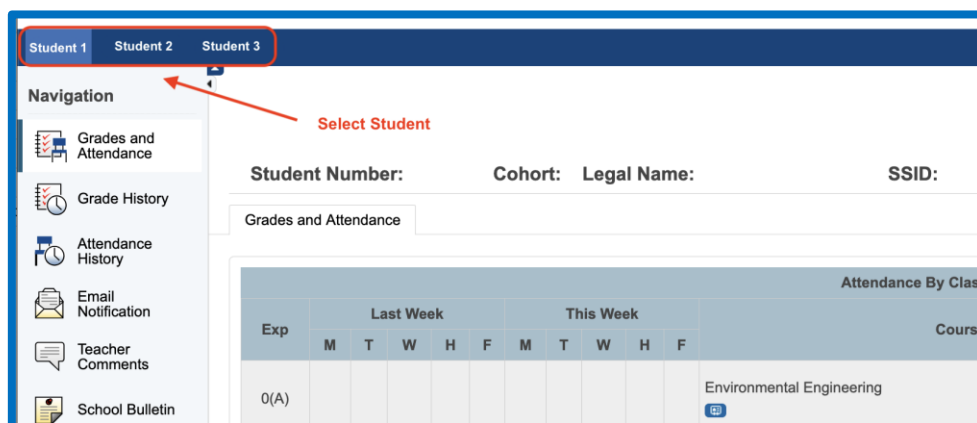 Student 1 Student 2 Student 3
Navigation
Select Student
Grades and
Attendance
Student Number: Cohort: Legal Name: SSID:
Grade History
Grades and Attendance
Attendance
History
Email
Notification
Teacher
Comments
School Bulletin
Attendance By Clas
Exp Last Week This Week Cours
M T W H F M T W H F
0(A) Environmental Engineering